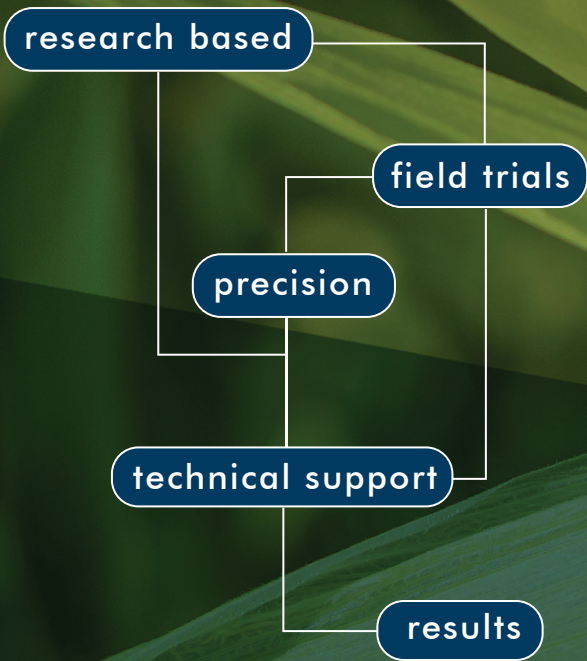 research based
field trials
precision
technical support
results